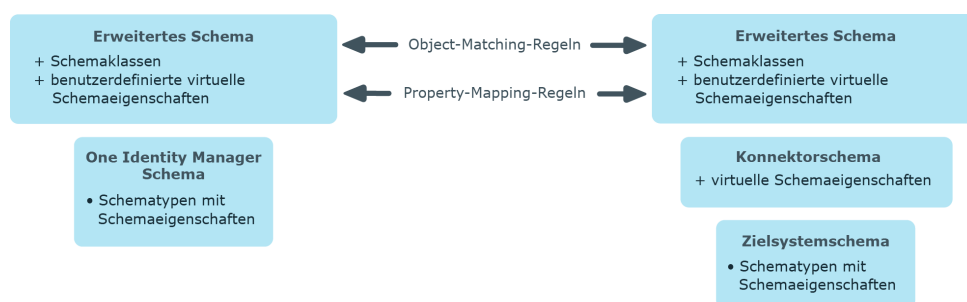 Erweitertes Schema
+ Schemaklassen
+ benutzerdefinierte virtuelle
Schemaeigenschaften
Object-Matching-Regeln
Property-Mapping-Regeln
Erweitertes Schema
+ Schemaklassen
+ benutzerdefinierte virtuelle
Schemaeigenschaften
One Identity Manager
Schema
• Schematypen mit
Schemaeigenschaften
Konnektorschema
+ virtuelle Schemaeigenschaften
Zielsystemschema
• Schematypen mit
Schemaeigenschaften